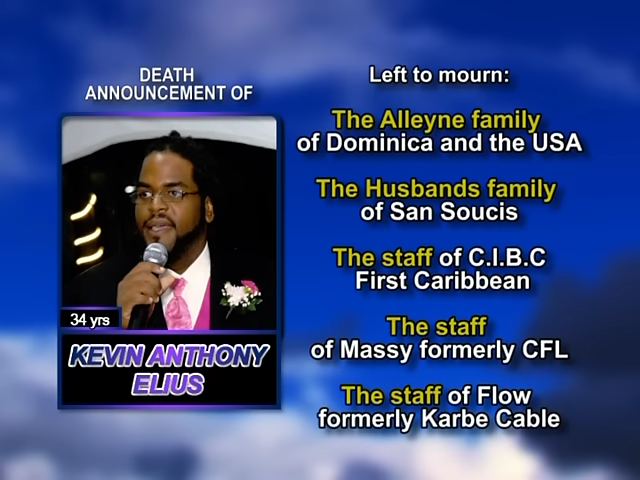 DEATH
ANNOUNCEMENT OF
34 yrs
KEVIN ANTHONY
ELIUS
Left to mourn:
The Alleyne family
of Dominica and the USA
The Husbands family
of San Soucis
The staff of C.I.B.C
First Caribbean
The staff
of Massy formerly CFL
The staff of Flow
formerly Karbe Cable